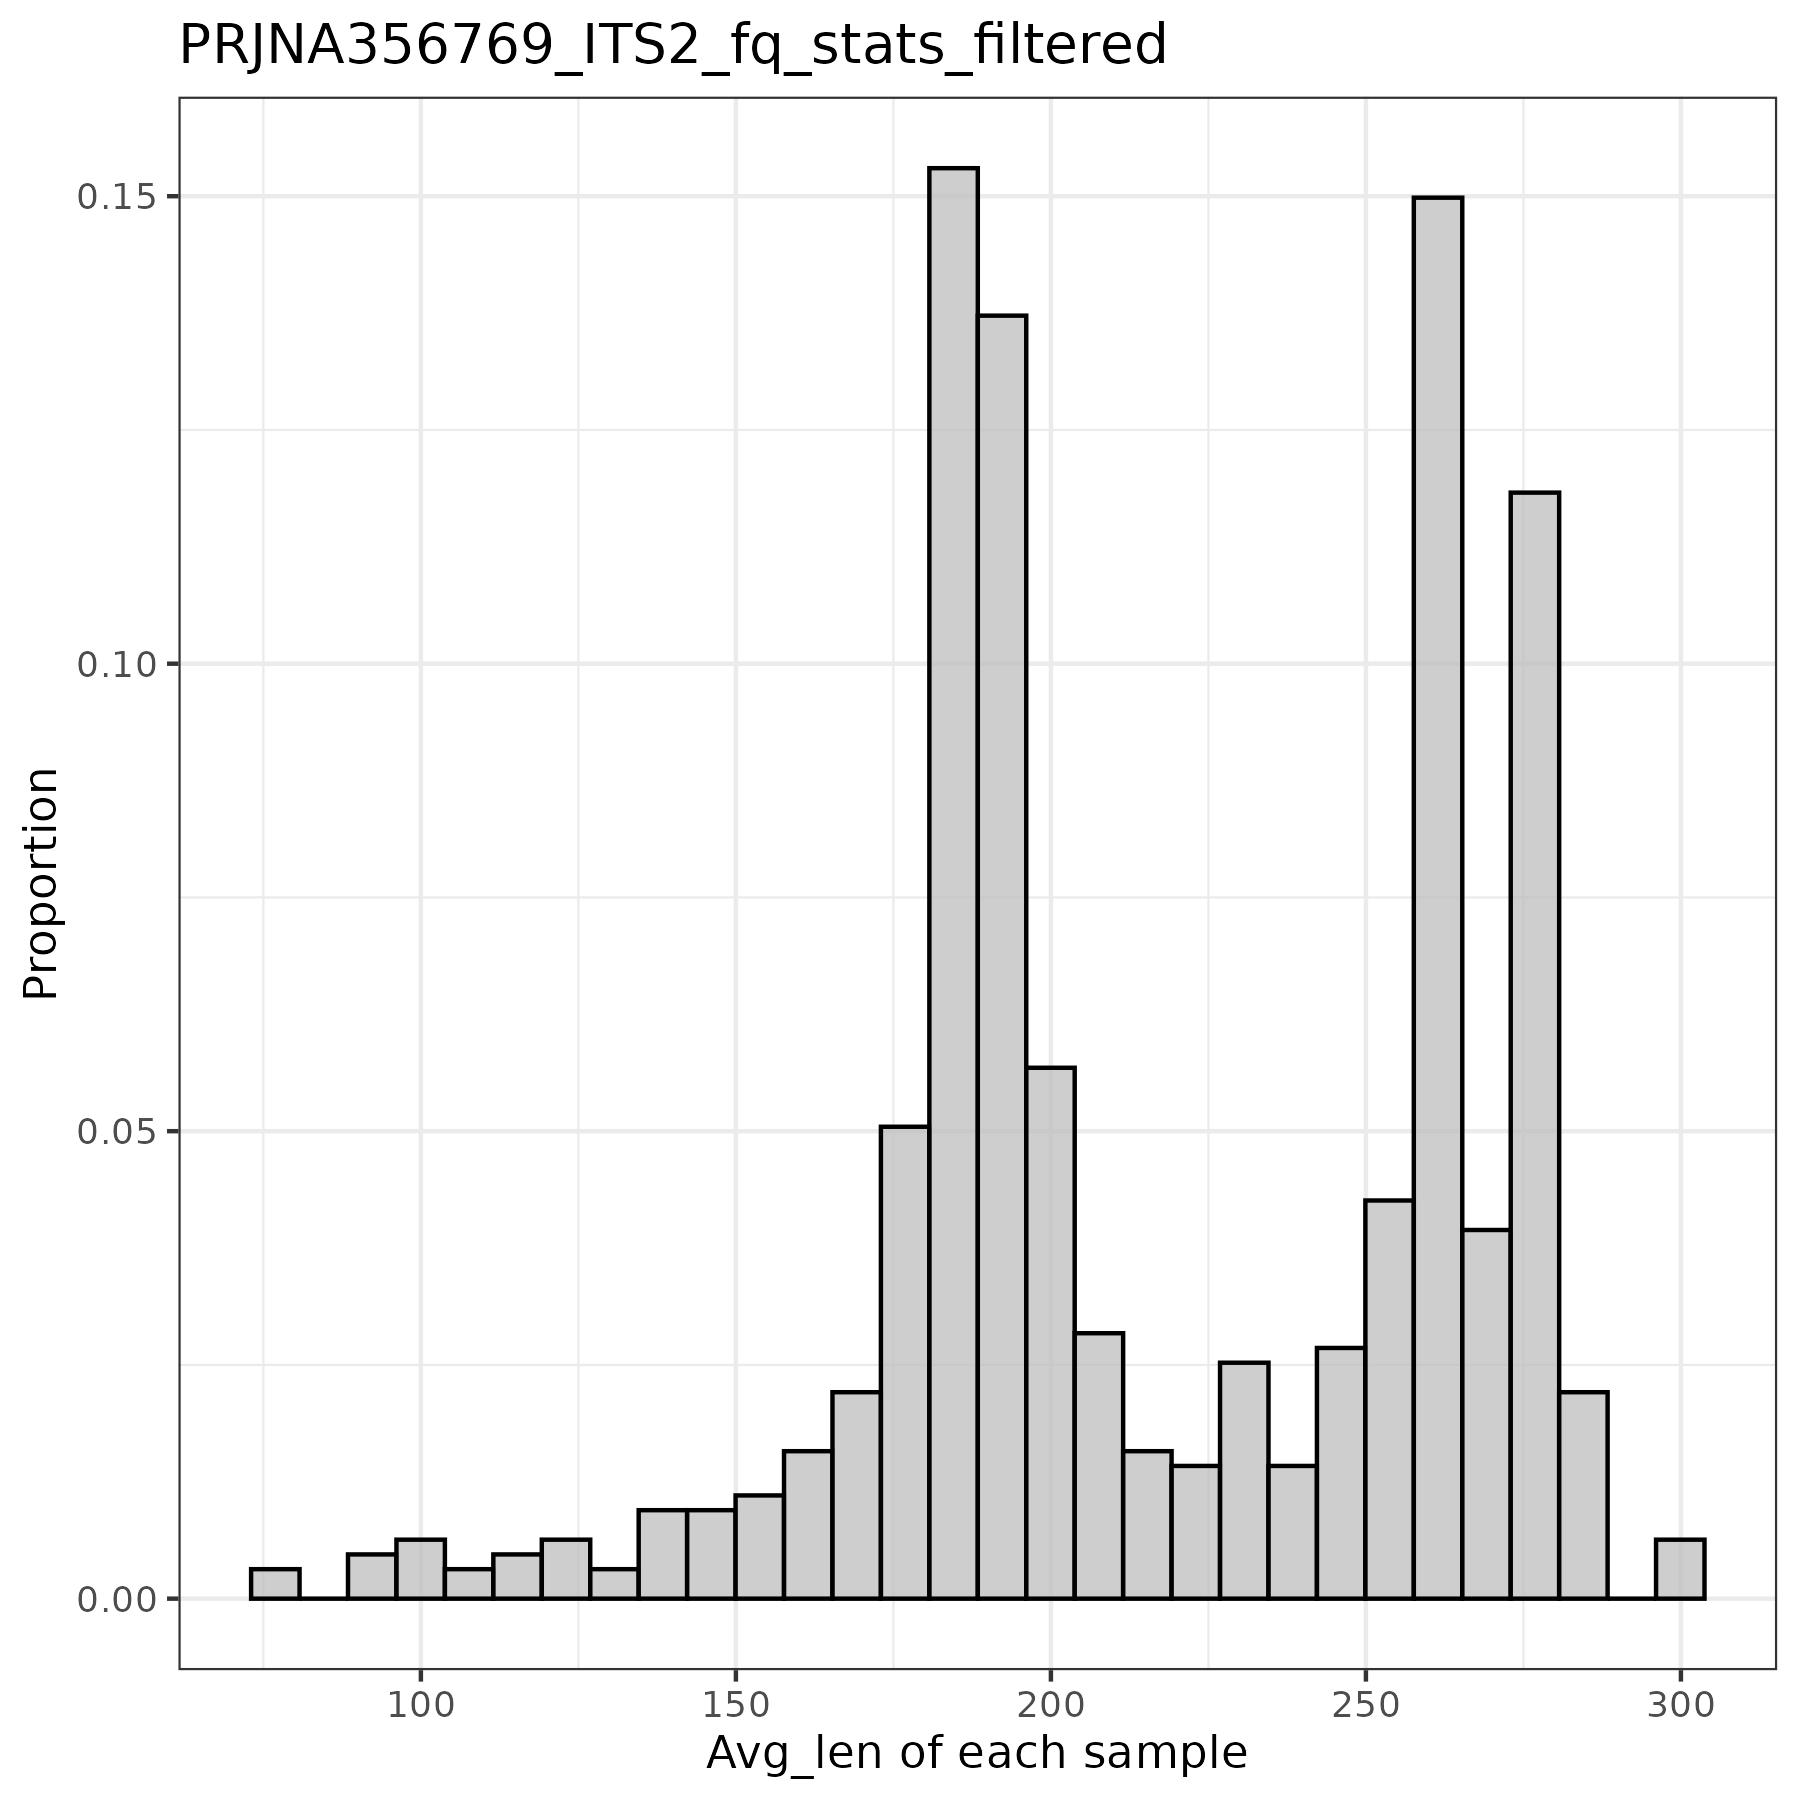 PRJNA356769_ITS2_fq_stats_filtered
0.15
0.10
0.05
0.00
Proportion
100 150 200 250 300
Avg_len of each sample